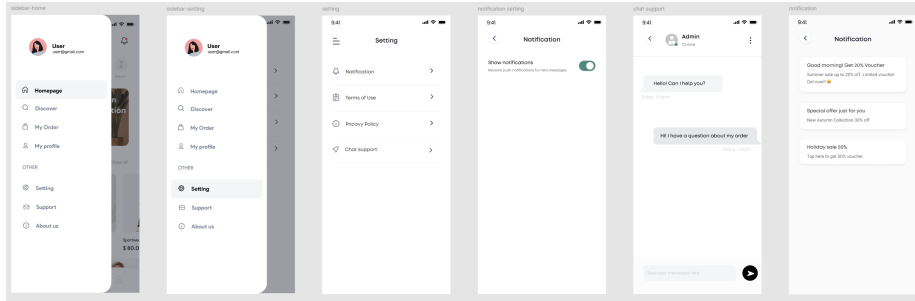 sidebar-home
User
user@gmail.com
Homepage
Discover
My Order
My profile
OTHER
Setting
Support
About us
$ 80.0
sidebar-setting
User
user@gmail.com
Homepage
Discover
My Order
My profile
OTHER
Setting
Support
About us
setting
9:41
Setting
Notification
Terms of Use
Privacy Policy
Chat support
notification setting
9:41
Notification
Show notifications
Receive push notifications for new messages
chat support
9:41
Admin
Online
Hello! Can I help you?
Hi! I have a question about my order
notification
9:41
Notification
Good morning! Get 20% Voucher
Summer sale up to 20% off. Limited voucher.
Get now!!
Special offer just for you
New Autumn Collection 30% off
Holiday sale 50%
Tap here to get 50% voucher.